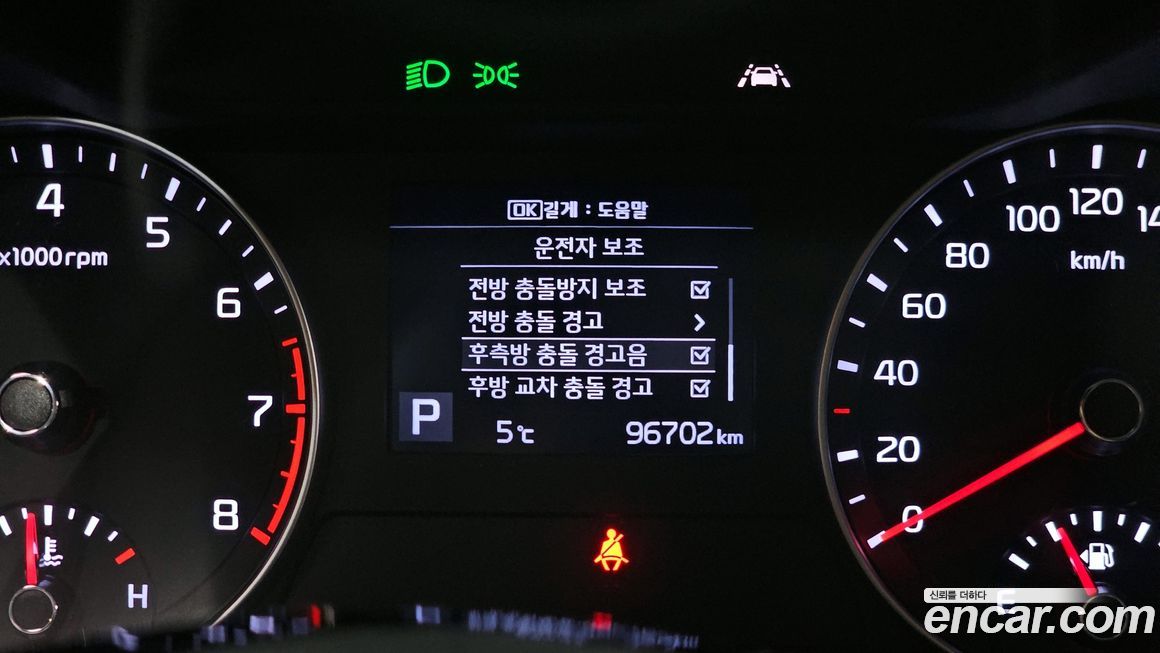 OK길게 : 도움말
운전자 보조
전방 충돌방지 보조
전방 충돌 경고
후측방 충돌 경고음
후방 교차 충돌 경고
P
5℃
96702 km
4
5
6
7
8
x1000rpm
H
0
20
40
60
80
100
120
km/h
E
신뢰를 더하다
encar.com